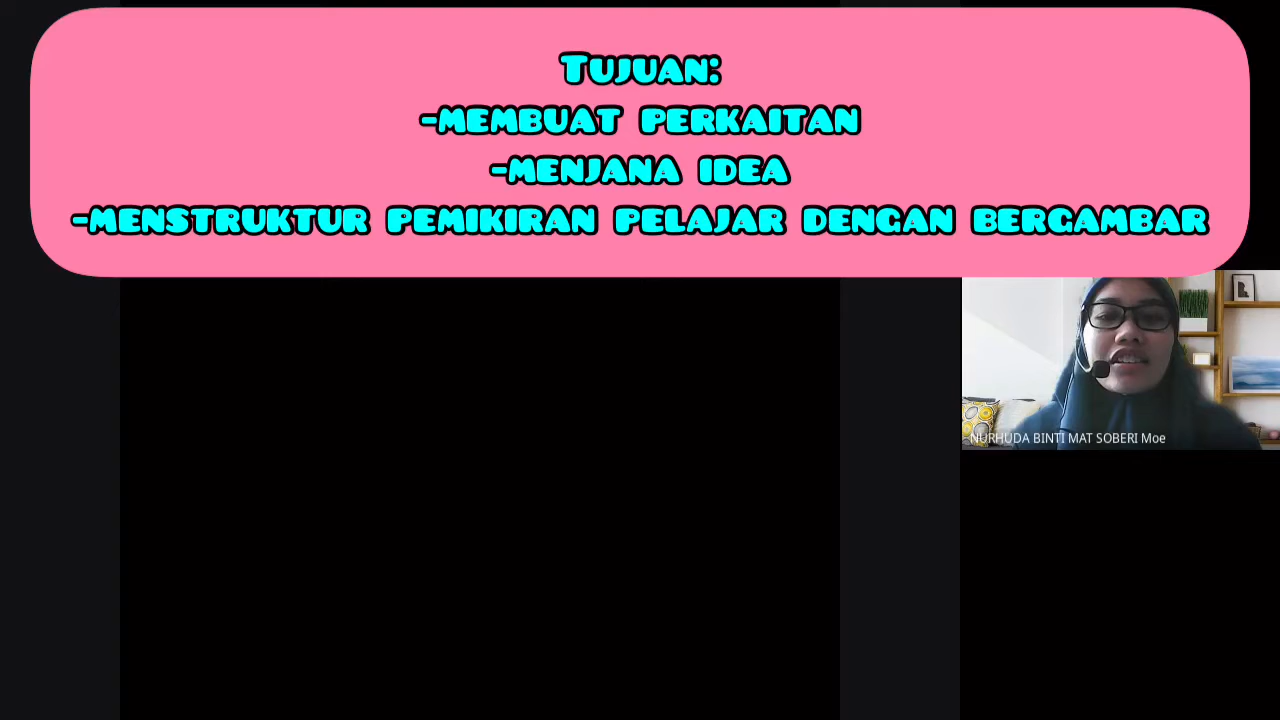 Tujuan:
-membuat perkaitan
-menjana idea
-menstruktur pemikiran pelajar dengan bergambar
NURHUDA BINTI MAT SOBERI Moe